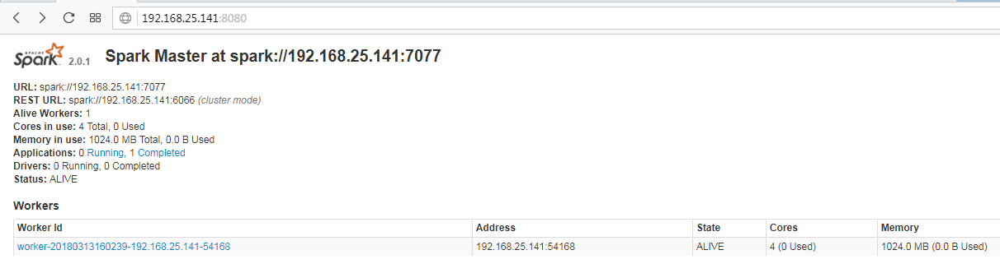 192.168.25.141:8080
APACHE Spark 2.0.1 Spark Master at spark://192.168.25.141:7077
URL: spark://192.168.25.141:7077
REST URL: spark://192.168.25.141:6066 (cluster mode)
Alive Workers: 1
Cores in use: 4 Total, 0 Used
Memory in use: 1024.0 MB Total, 0.0 B Used
Applications: 0 Running, 1 Completed
Drivers: 0 Running, 0 Completed
Status: ALIVE
Workers
Worker Id Address State Cores Memory
worker-20180313160239-192.168.25.141-54168 192.168.25.141:54168 ALIVE 4 (0 Used) 1024.0 MB (0.0 B Used)